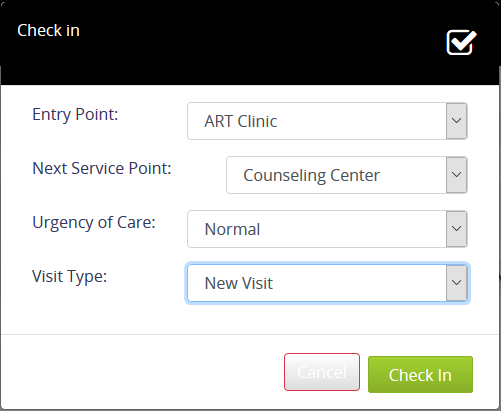 Check in
Entry Point: ART Clinic
Next Service Point: Counseling Center
Urgency of Care: Normal
Visit Type: New Visit
Cancel Check In